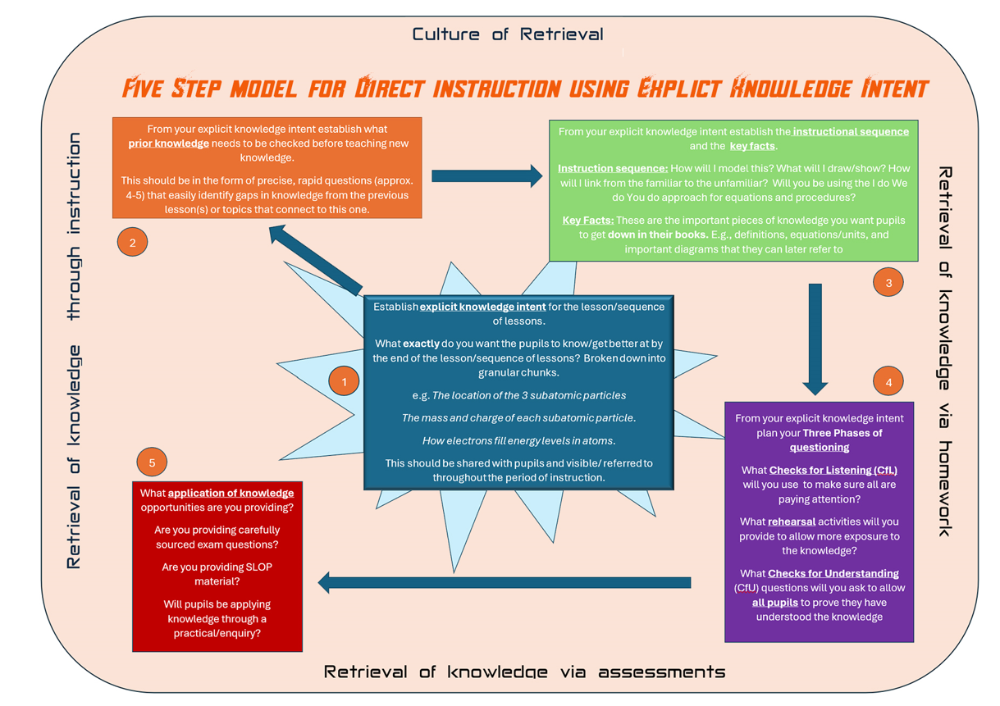 Culture of Retrieval
Five Step model for Direct instruction using Explict Knowledge Intent
Retrieval of knowledge through instruction
From your explicit knowledge intent establish what
prior knowledge needs to be checked before teaching new
knowledge.
This should be in the form of precise, rapid questions (approx.
4-5) that easily identify gaps in knowledge from the previous
lesson(s) or topics that connect to this one.
2
From your explicit knowledge intent establish the instructional sequence
and the key facts.
Instruction sequence: How will I model this? What will I draw/show? How
will I link from the familiar to the unfamiliar? Will you be using the I do We
do You do approach for equations and procedures?
Key Facts: These are the important pieces of knowledge you want pupils
to get down in their books. E.g., definitions, equations/units, and
important diagrams that they can later refer to
3
Retrieval of knowledge via homework
1
Establish explicit knowledge intent for the lesson/sequence
of lessons.
What exactly do you want the pupils to know/get better at by
the end of the lesson/sequence of lessons? Broken down into
granular chunks.
e.g. The location of the 3 subatomic particles
The mass and charge of each subatomic particle.
How electrons fill energy levels in atoms.
This should be shared with pupils and visible/ referred to
throughout the period of instruction.
4
From your explicit knowledge intent
plan your Three Phases of
questioning
What Checks for Listening (CfL)
will you use to make sure all are
paying attention?
What rehearsal activities will you
provide to allow more exposure to
the knowledge?
What Checks for Understanding
(CfU) questions will you ask to allow
all pupils to prove they have
understood the knowledge
5
What application of knowledge
opportunities are you providing?
Are you providing carefully
sourced exam questions?
Are you providing SLOP
material?
Will pupils be applying
knowledge through a
practical/enquiry?
Retrieval of knowledge via assessments